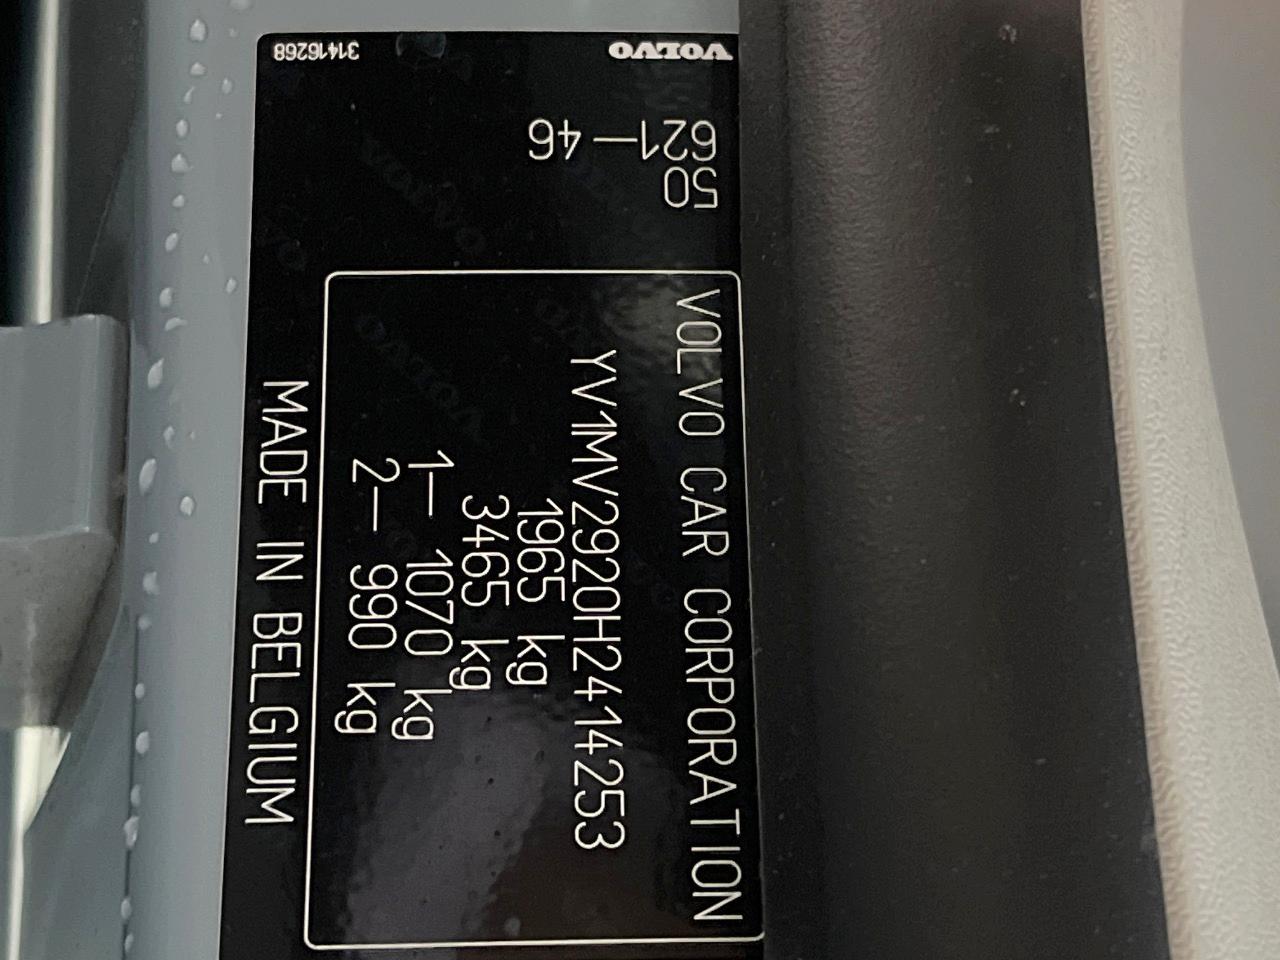 VOLVO CAR CORPORATION
YV1MV2920H2414253
1965 kg
3465 kg
1— 1070 kg
2— 990 kg
MADE IN BELGIUM
VOLVO
31416268
621—46
50